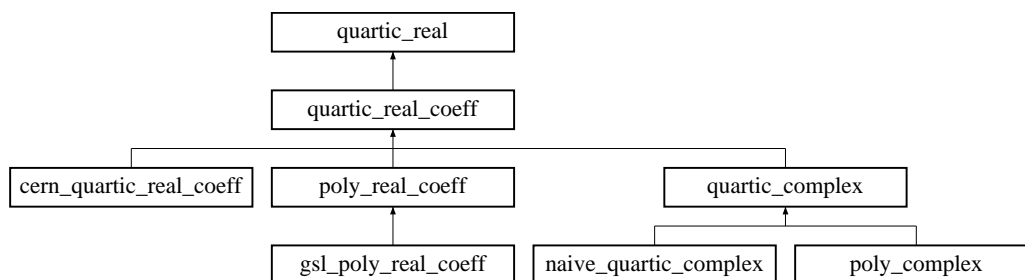 quartic_real
quartic_real_coeff
cern_quartic_real_coeff
poly_real_coeff
quartic_complex
gsl_poly_real_coeff
naive_quartic_complex
poly_complex